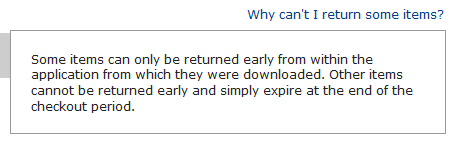 Why can't I return some items?
Some items can only be returned early from within the
application from which they were downloaded. Other items
cannot be returned early and simply expire at the end of the
checkout period.